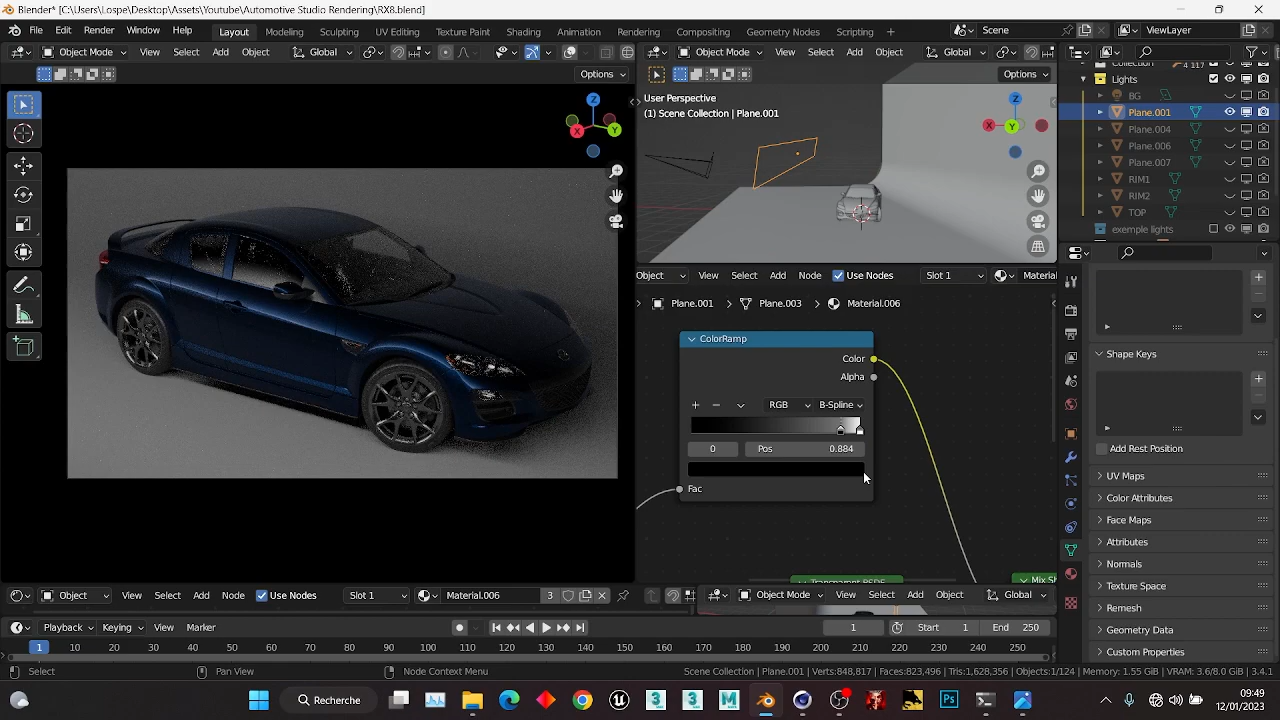 Blender* [C:\Users\Lospe\Desktop\Assets\Youtube\Automotive Studio Rendering\RX8.blend]
File Edit Render Window Help Layout Modeling Sculpting UV Editing Texture Paint Shading Animation Rendering Compositing Geometry Nodes Scripting + Scene ViewLayer
Object Mode View Select Add Object Global
Options
Object Mode View Select Add Object Global
Options
User Perspective
(1) Scene Collection | Plane.001
Z
X
Y
Z
X
Y
Collection 4 117
Lights
BG
Plane.001
Plane.004
Plane.006
Plane.007
RIM1
RIM2
TOP
exemple lights
Object View Select Add Node Use Nodes Slot 1 Material
Plane.001 > Plane.003 > Material.006
ColorRamp
Color
Alpha
+ − RGB B-Spline
0 Pos 0.884
Fac
Transparent BSDF
Mix Sh
Shape Keys
Add Rest Position
UV Maps
Color Attributes
Face Maps
Attributes
Normals
Texture Space
Remesh
Geometry Data
Custom Properties
Object View Select Add Node Use Nodes Slot 1 Material.006 3
Object Mode View Select Add Object Global
Playback Keying View Marker 1 Start 1 End 250
1 10 20 30 40 50 60 70 80 90 100 110 120 130 140 150 160 170 180 190 200 210 220 230 240 250
Select Pan View Node Context Menu Scene Collection | Plane.001 | Verts:848,817 | Faces:823,496 | Tris:1,628,356 | Objects:1/124 | Memory: 1.55 GiB | VRAM: 3.6/8.0 GiB | 3.4.1
Recherche
3
3
M
Ps
09:49
12/01/2023